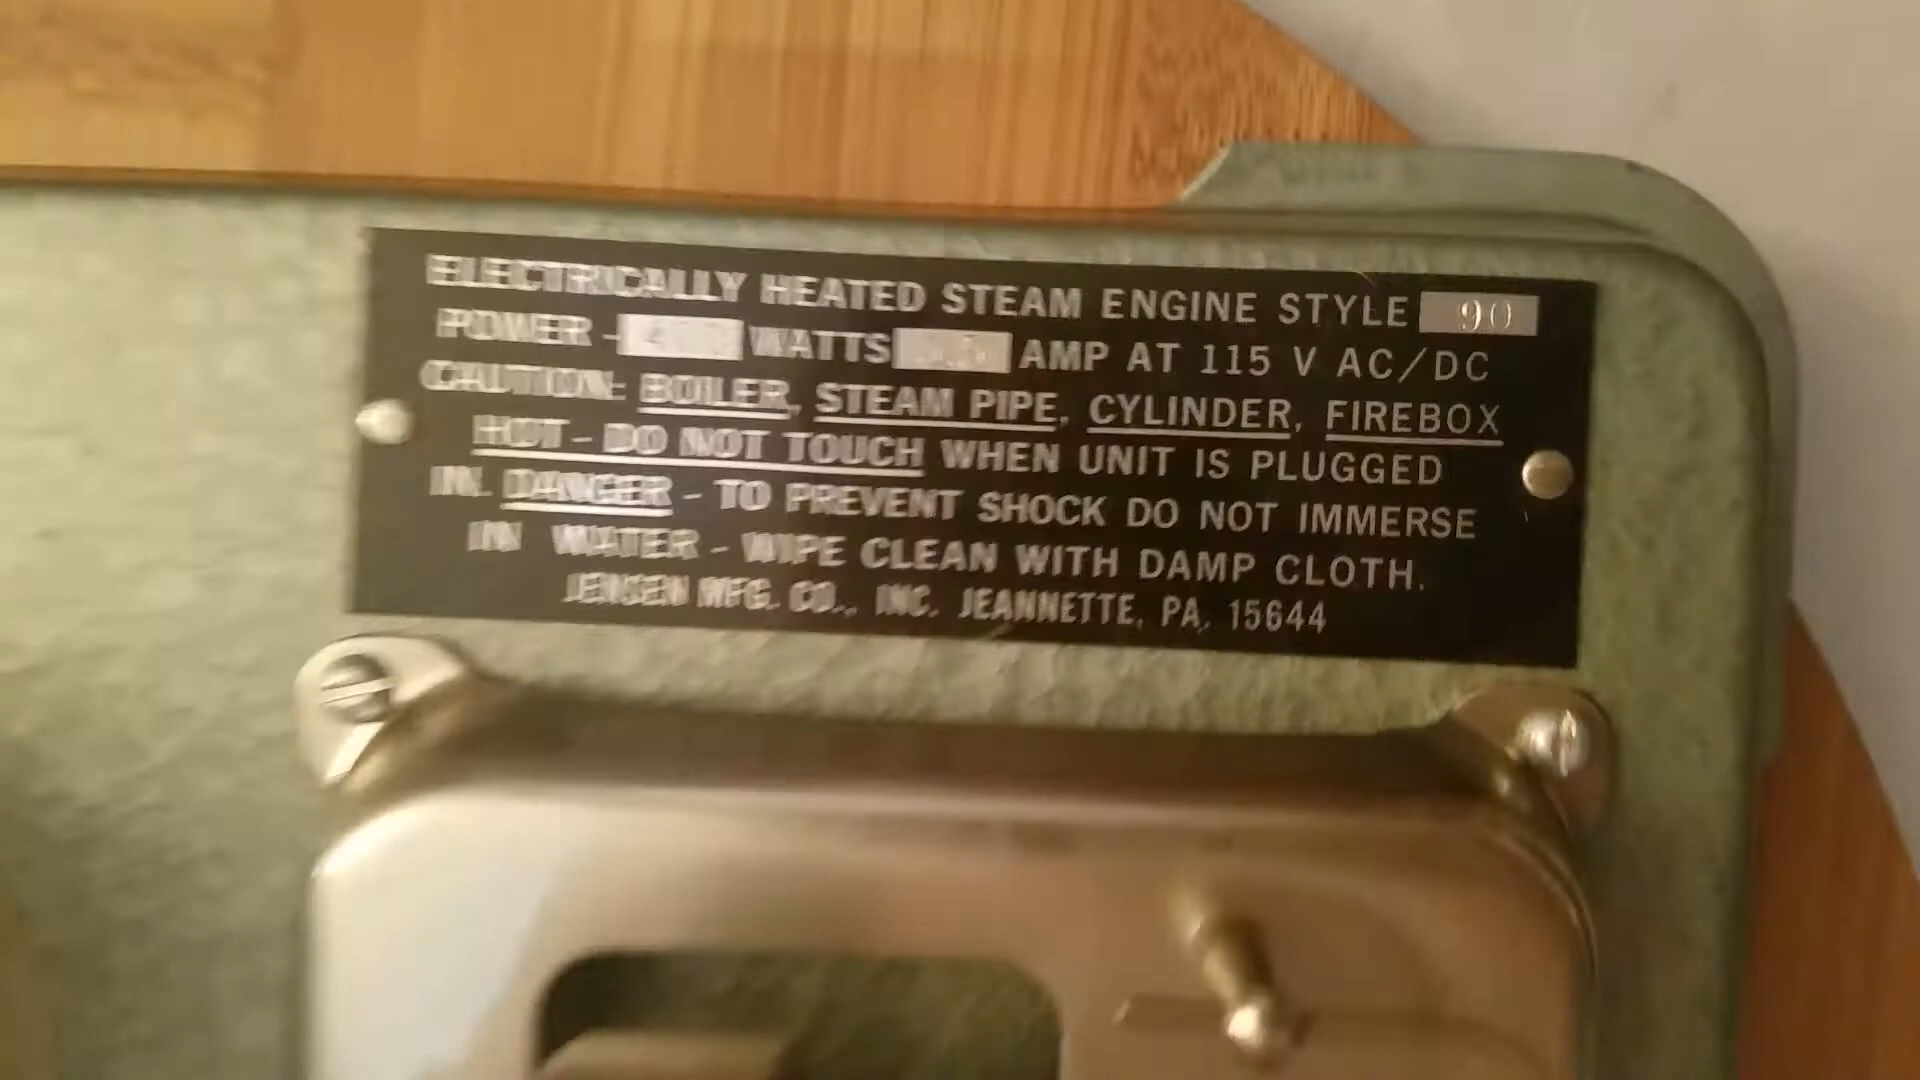 ELECTRICALLY HEATED STEAM ENGINE STYLE 90
POWER - WATTS AMP AT 115 V AC/DC
CAUTION: BOILER, STEAM PIPE, CYLINDER, FIREBOX
HOT - DO NOT TOUCH WHEN UNIT IS PLUGGED
IN. DANGER - TO PREVENT SHOCK DO NOT IMMERSE
IN WATER - WIPE CLEAN WITH DAMP CLOTH.
JENSEN MFG. CO., INC. JEANNETTE, PA. 15644